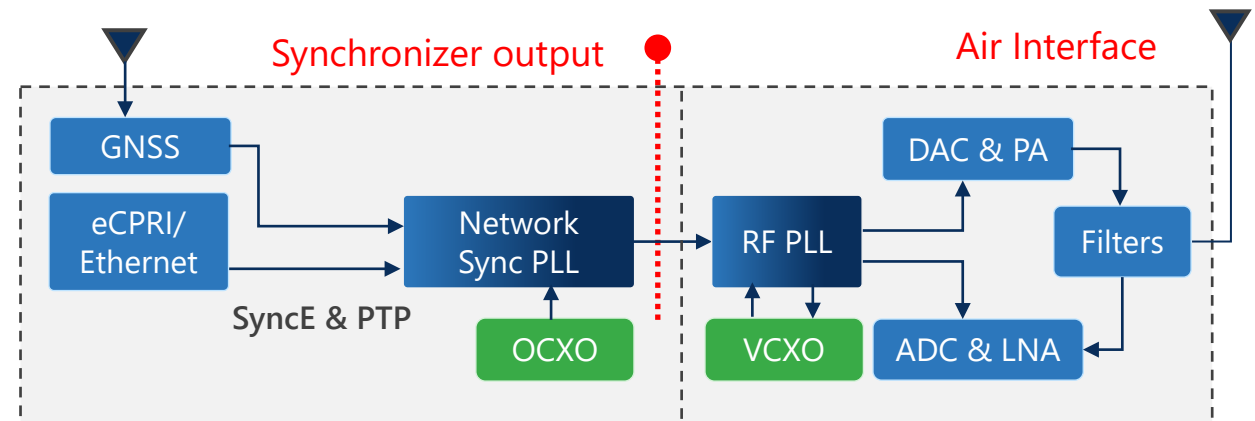 Synchronizer output
Air Interface
GNSS
eCPRI/
Ethernet
SyncE & PTP
Network
Sync PLL
OCXO
RF PLL
VCXO
DAC & PA
Filters
ADC & LNA